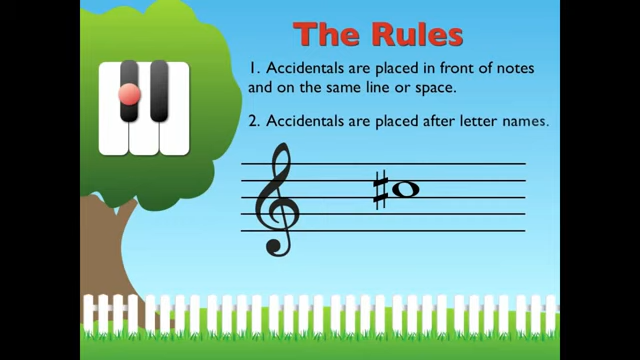 The Rules
1. Accidentals are placed in front of notes
and on the same line or space.
2. Accidentals are placed after letter names.